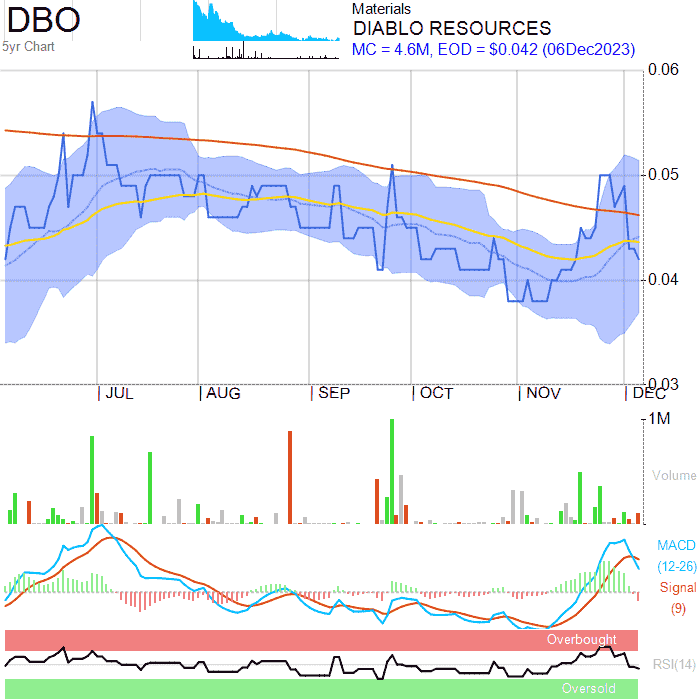 DBO
5yr Chart
Materials
DIABLO RESOURCES
MC = 4.6M, EOD = $0.042 (06Dec2023)
0.06
0.05
0.04
0.03
JUL
AUG
SEP
OCT
NOV
DEC
1M
Volume
MACD
(12-26)
Signal
(9)
Overbought
RSI(14)
Oversold